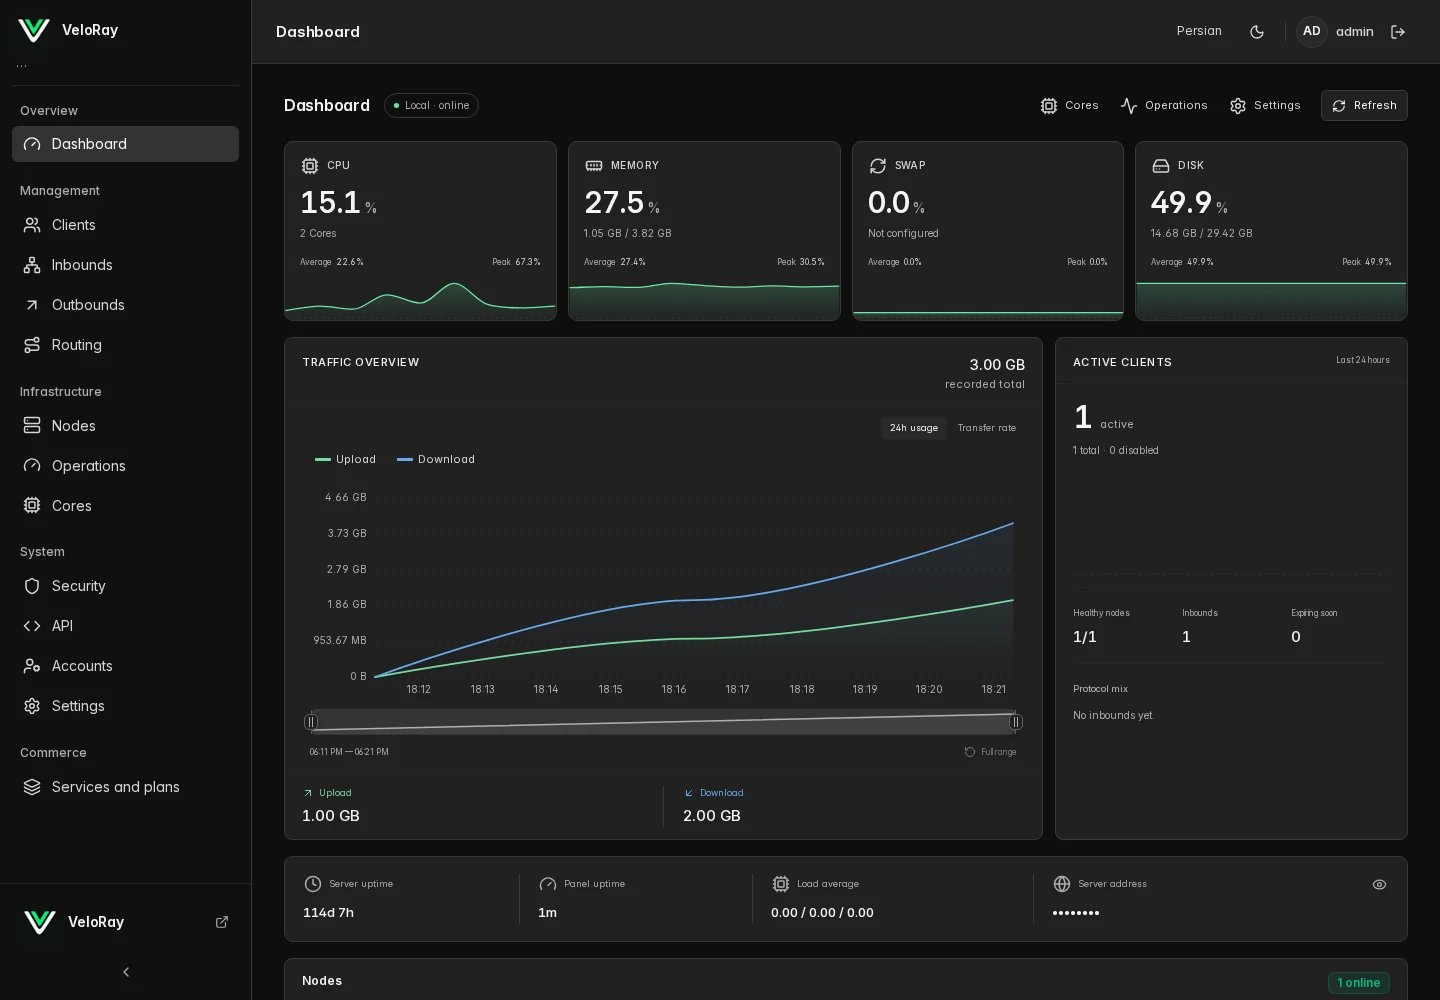 VeloRay
...
Overview
Dashboard
Management
Clients
Inbounds
Outbounds
Routing
Infrastructure
Nodes
Operations
Cores
System
Security
API
Accounts
Settings
Commerce
Services and plans
VeloRay
Dashboard
Persian
AD admin
Dashboard
Local · online
Cores
Operations
Settings
Refresh
CPU
15.1 %
2 Cores
Average 22.6%
Peak 67.3%
MEMORY
27.5 %
1.05 GB / 3.82 GB
Average 27.4%
Peak 30.5%
SWAP
0.0 %
Not configured
Average 0.0%
Peak 0.0%
DISK
49.9 %
14.68 GB / 29.42 GB
Average 49.9%
Peak 49.9%
TRAFFIC OVERVIEW
3.00 GB
recorded total
24h usage
Transfer rate
Upload
Download
4.66 GB
3.73 GB
2.79 GB
1.86 GB
953.67 MB
0 B
18:12 18:13 18:14 18:15 18:16 18:17 18:18 18:19 18:20 18:21
06:11 PM — 06:21 PM
Full range
Upload
1.00 GB
Download
2.00 GB
ACTIVE CLIENTS
Last 24 hours
1 active
1 total · 0 disabled
Healthy nodes
1/1
Inbounds
1
Expiring soon
0
Protocol mix
No inbounds yet.
Server uptime
114d 7h
Panel uptime
1m
Load average
0.00 / 0.00 / 0.00
Server address
••••••••
Nodes
1 online